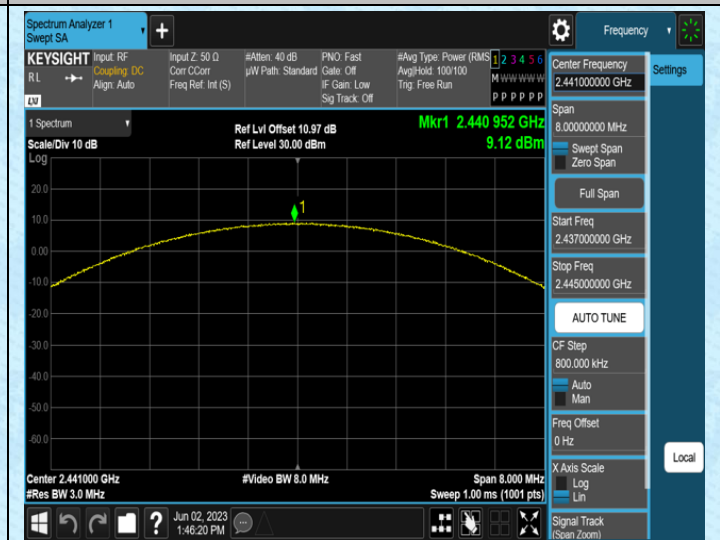 Spectrum Analyzer 1
Swept SA
+
Frequency
KEYSIGHT
RL
LXI
Input: RF
Coupling: DC
Align: Auto
Input Z: 50 Ω
Corr CCorr
Freq Ref: Int (S)
#Atten: 40 dB
µW Path: Standard
PNO: Fast
Gate: Off
IF Gain: Low
Sig Track: Off
#Avg Type: Power (RMS
Avg|Hold: 100/100
Trig: Free Run
1 2 3 4 5 6
M W W W W W
P P P P P P
Center Frequency
2.441000000 GHz
Settings
Span
8.00000000 MHz
Swept Span
Zero Span
Full Span
Start Freq
2.437000000 GHz
Stop Freq
2.445000000 GHz
AUTO TUNE
CF Step
800.000 kHz
Auto
Man
Freq Offset
0 Hz
X Axis Scale
Log
Lin
Signal Track
(Span Zoom)
Local
1 Spectrum
Scale/Div 10 dB
Log
Ref Lvl Offset 10.97 dB
Ref Level 30.00 dBm
Mkr1 2.440 952 GHz
9.12 dBm
1
20.0
10.0
0.00
-10.0
-20.0
-30.0
-40.0
-50.0
-60.0
Center 2.441000 GHz
#Res BW 3.0 MHz
#Video BW 8.0 MHz
Span 8.000 MHz
Sweep 1.00 ms (1001 pts)
?
Jun 02, 2023
1:46:20 PM